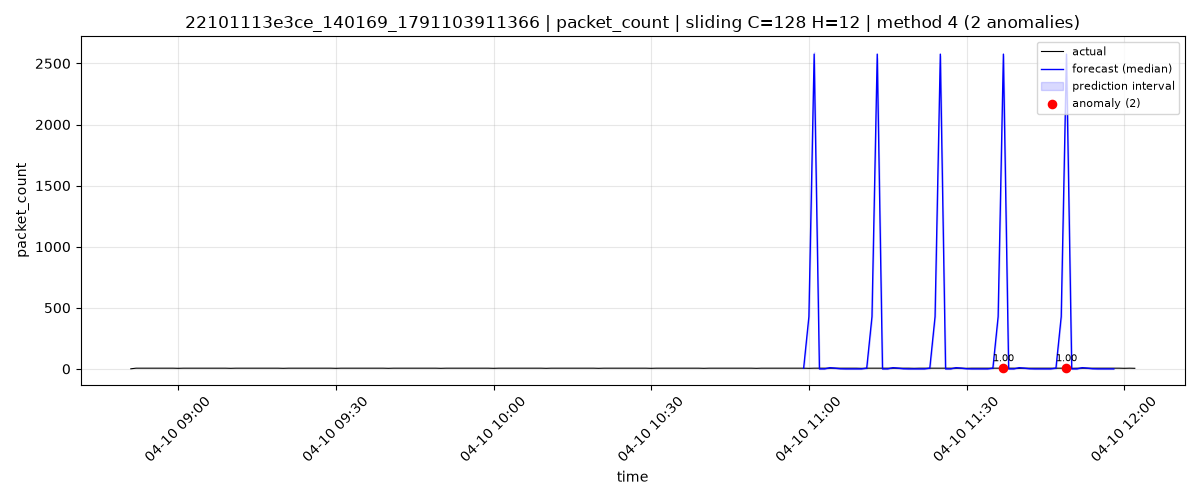 22101113e3ce_140169_1791103911366 | packet_count | sliding C=128 H=12 | method 4 (2 anomalies)
packet_count
2500
2000
1500
1000
500
0
actual
forecast (median)
prediction interval
anomaly (2)
1.00
1.00
04-10 09:00
04-10 09:30
04-10 10:00
04-10 10:30
04-10 11:00
04-10 11:30
04-10 12:00
time